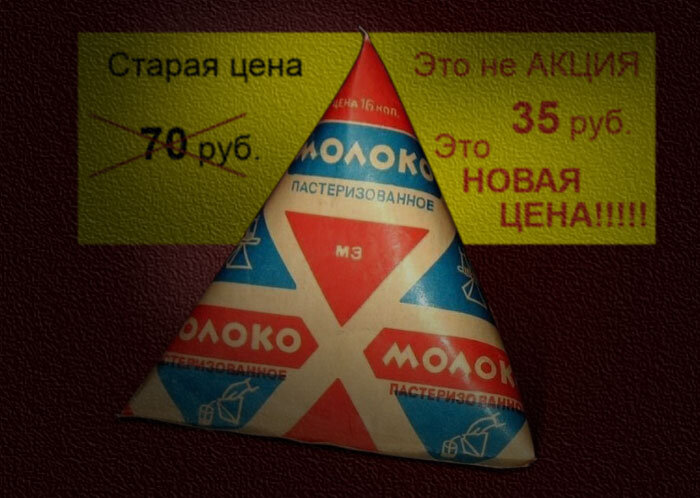 Старая цена
70 руб.
Это не АКЦИЯ
35 руб.
Это
НОВАЯ
ЦЕНА!!!!!
ЦЕНА 16 КОП.
МОЛОКО
ПАСТЕРИЗОВАННОЕ
МЭ
МОЛОКО
ПАСТЕРИЗОВАННОЕ
МОЛОКО
ПАСТЕРИЗОВАННОЕ